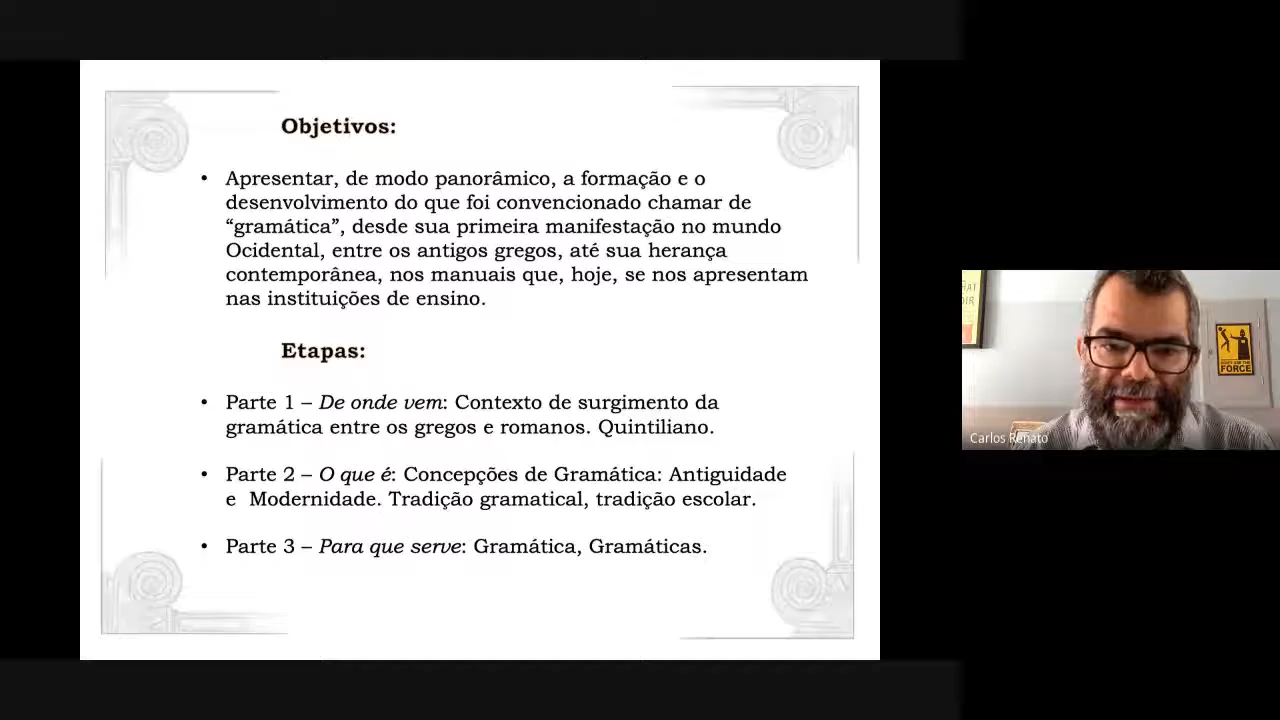 Objetivos:
• Apresentar, de modo panorâmico, a formação e o
desenvolvimento do que foi convencionado chamar de
“gramática”, desde sua primeira manifestação no mundo
Ocidental, entre os antigos gregos, até sua herança
contemporânea, nos manuais que, hoje, se nos apresentam
nas instituições de ensino.
Etapas:
• Parte 1 – De onde vem: Contexto de surgimento da
gramática entre os gregos e romanos. Quintiliano.
• Parte 2 – O que é: Concepções de Gramática: Antiguidade
e Modernidade. Tradição gramatical, tradição escolar.
• Parte 3 – Para que serve: Gramática, Gramáticas.
FORCE
Carlos Renato